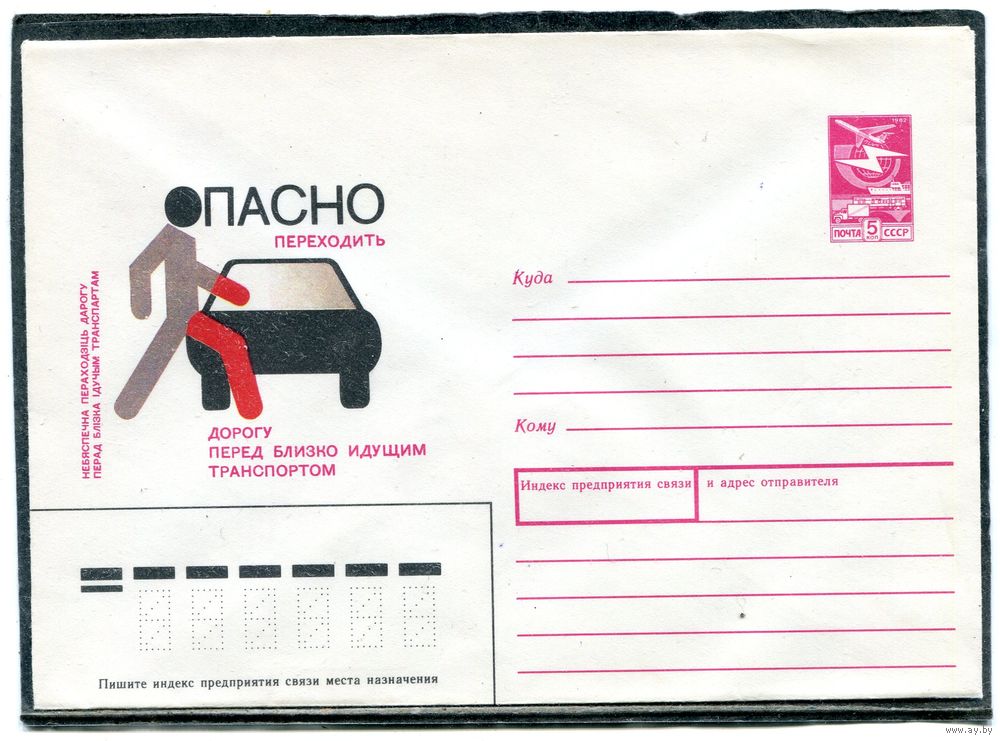 ОПАСНО
ПЕРЕХОДИТЬ
ДОРОГУ
ПЕРЕД БЛИЗКО ИДУЩИМ
ТРАНСПОРТОМ
НЕБЯСПЕЧНА ПЕРАХОДЗІЦЬ ДАРОГУ
ПЕРАД БЛІЗКА ІДУЧЫМ ТРАНСПАРТАМ
1982
ПОЧТА 5 КОП СССР
Куда
Кому
Индекс предприятия связи и адрес отправителя
Пишите индекс предприятия связи места назначения
www.ay.by